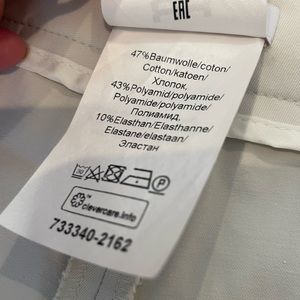 EAC
47%Baumwolle/coton/
Cotton/katoen/
Хлопок,
43%Polyamid/polyamide/
Polyamide/polyamide/
Полиамид,
10%Elasthan/Elasthanne/
Elastane/elastaan/
Эластан
clevercare.info
733340-2162